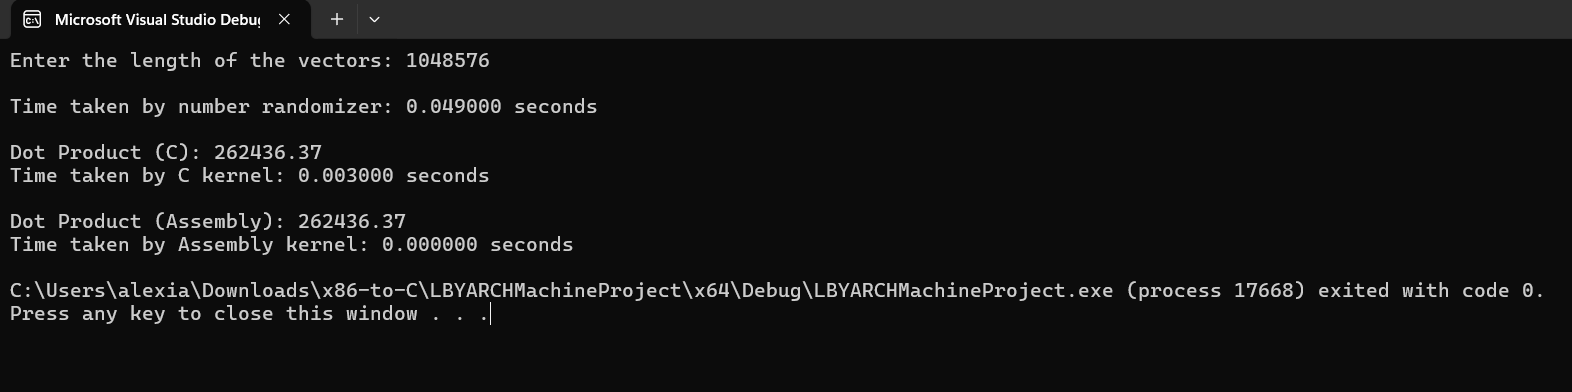 Microsoft Visual Studio Debug
Enter the length of the vectors: 1048576
Time taken by number randomizer: 0.049000 seconds
Dot Product (C): 262436.37
Time taken by C kernel: 0.003000 seconds
Dot Product (Assembly): 262436.37
Time taken by Assembly kernel: 0.000000 seconds
C:\Users\alexia\Downloads\x86-to-C\LBYARCHMachineProject\x64\Debug\LBYARCHMachineProject.exe (process 17668) exited with code 0.
Press any key to close this window . . .